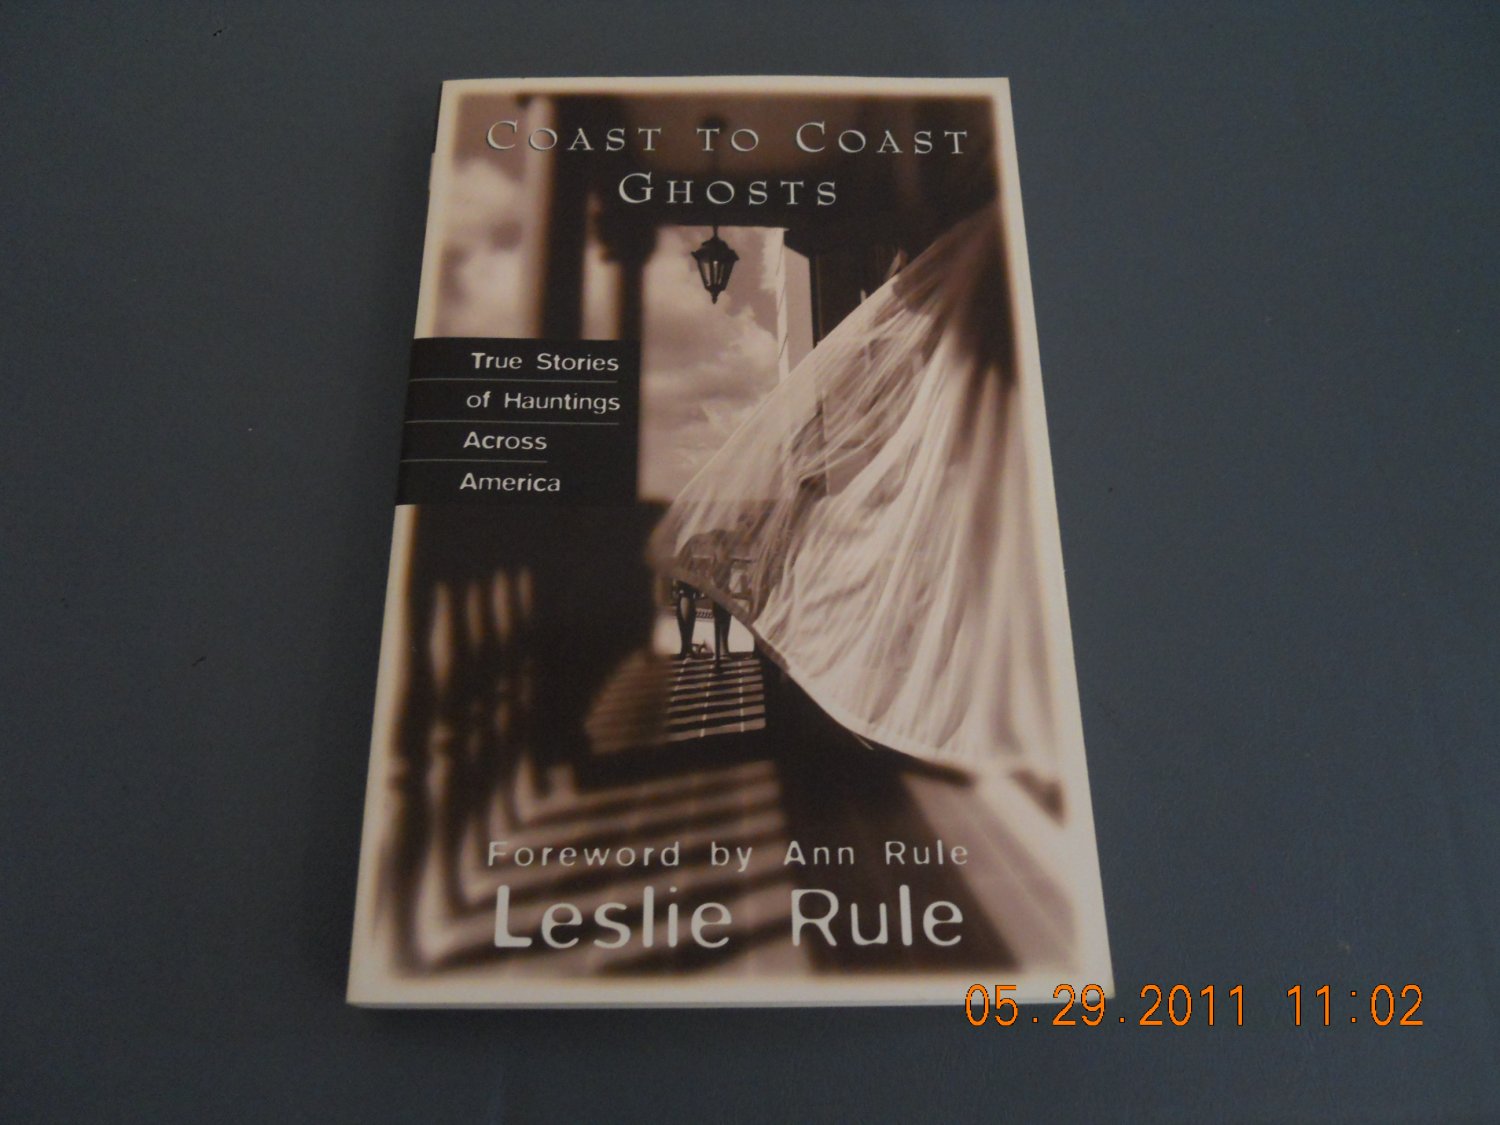 Coast to Coast
Ghosts
True Stories
of Hauntings
Across
America
Foreword by Ann Rule
Leslie Rule
05.29.2011 11:02